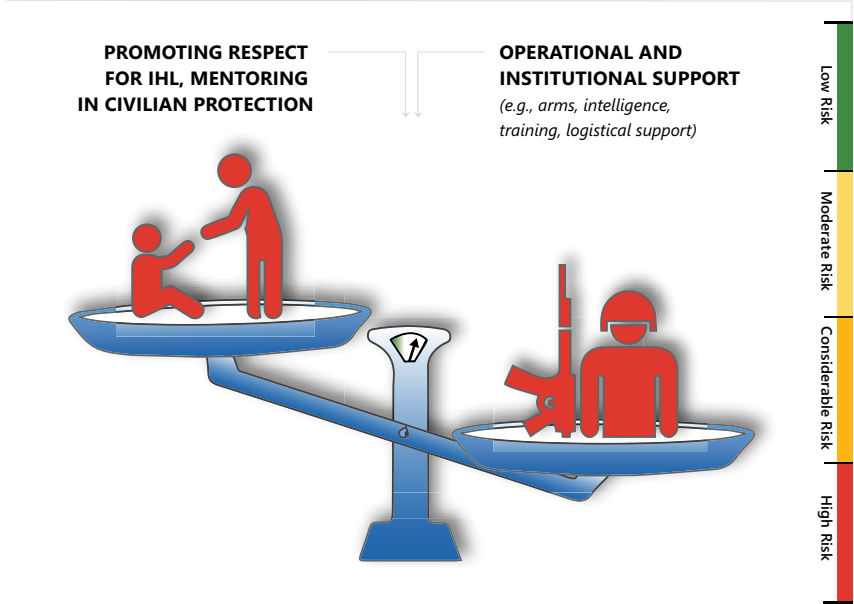 PROMOTING RESPECT
FOR IHL, MENTORING
IN CIVILIAN PROTECTION
OPERATIONAL AND
INSTITUTIONAL SUPPORT
(e.g., arms, intelligence,
training, logistical support)
Low Risk
Moderate Risk
Considerable Risk
High Risk